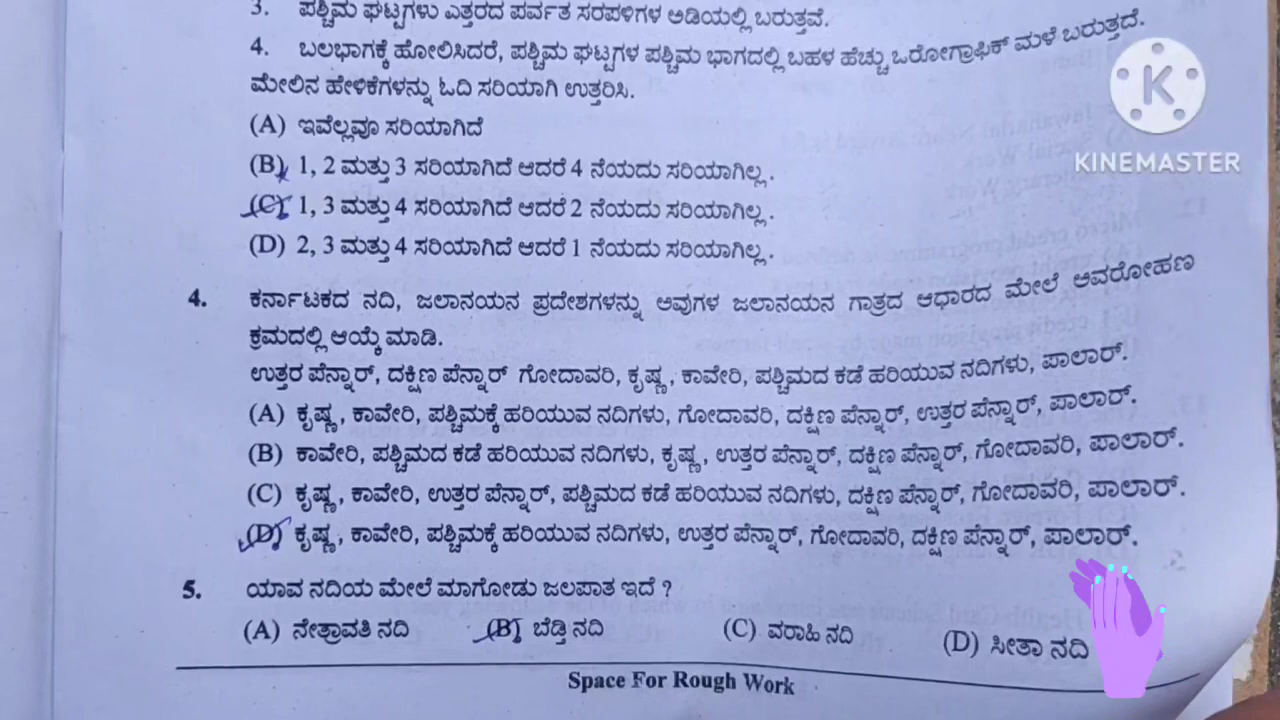 3. ಪಶ್ಚಿಮ ಘಟ್ಟಗಳು ಎತ್ತರದ ಪರ್ವತ ಸರಪಳಿಗಳ ಅಡಿಯಲ್ಲಿ ಬರುತ್ತವೆ.
4. ಬಲಭಾಗಕ್ಕೆ ಹೋಲಿಸಿದರೆ, ಪಶ್ಚಿಮ ಘಟ್ಟಗಳ ಪಶ್ಚಿಮ ಭಾಗದಲ್ಲಿ ಬಹಳ ಹೆಚ್ಚು ಒರೋಗ್ರಾಫಿಕ್ ಮಳೆ ಬರುತ್ತದೆ.
ಮೇಲಿನ ಹೇಳಿಕೆಗಳನ್ನು ಓದಿ ಸರಿಯಾಗಿ ಉತ್ತರಿಸಿ.
(A) ಇವೆಲ್ಲವೂ ಸರಿಯಾಗಿದೆ
(B) 1, 2 ಮತ್ತು 3 ಸರಿಯಾಗಿದೆ ಆದರೆ 4 ನೆಯದು ಸರಿಯಾಗಿಲ್ಲ.
(C) 1, 3 ಮತ್ತು 4 ಸರಿಯಾಗಿದೆ ಆದರೆ 2 ನೆಯದು ಸರಿಯಾಗಿಲ್ಲ.
(D) 2, 3 ಮತ್ತು 4 ಸರಿಯಾಗಿದೆ ಆದರೆ 1 ನೆಯದು ಸರಿಯಾಗಿಲ್ಲ.
KINEMASTER
4. ಕರ್ನಾಟಕದ ನದಿ, ಜಲಾನಯನ ಪ್ರದೇಶಗಳನ್ನು ಅವುಗಳ ಜಲಾನಯನ ಗಾತ್ರದ ಆಧಾರದ ಮೇಲೆ ಅವರೋಹಣ
ಕ್ರಮದಲ್ಲಿ ಆಯ್ಕೆ ಮಾಡಿ.
ಉತ್ತರ ಪೆನ್ನಾರ್, ದಕ್ಷಿಣ ಪೆನ್ನಾರ್ ಗೋದಾವರಿ, ಕೃಷ್ಣ, ಕಾವೇರಿ, ಪಶ್ಚಿಮದ ಕಡೆ ಹರಿಯುವ ನದಿಗಳು, ಪಾಲಾರ್.
(A) ಕೃಷ್ಣ, ಕಾವೇರಿ, ಪಶ್ಚಿಮಕ್ಕೆ ಹರಿಯುವ ನದಿಗಳು, ಗೋದಾವರಿ, ದಕ್ಷಿಣ ಪೆನ್ನಾರ್, ಉತ್ತರ ಪೆನ್ನಾರ್, ಪಾಲಾರ್.
(B) ಕಾವೇರಿ, ಪಶ್ಚಿಮದ ಕಡೆ ಹರಿಯುವ ನದಿಗಳು, ಕೃಷ್ಣ, ಉತ್ತರ ಪೆನ್ನಾರ್, ದಕ್ಷಿಣ ಪೆನ್ನಾರ್, ಗೋದಾವರಿ, ಪಾಲಾರ್.
(C) ಕೃಷ್ಣ, ಕಾವೇರಿ, ಉತ್ತರ ಪೆನ್ನಾರ್, ಪಶ್ಚಿಮದ ಕಡೆ ಹರಿಯುವ ನದಿಗಳು, ದಕ್ಷಿಣ ಪೆನ್ನಾರ್, ಗೋದಾವರಿ, ಪಾಲಾರ್.
(D) ಕೃಷ್ಣ, ಕಾವೇರಿ, ಪಶ್ಚಿಮಕ್ಕೆ ಹರಿಯುವ ನದಿಗಳು, ಉತ್ತರ ಪೆನ್ನಾರ್, ಗೋದಾವರಿ, ದಕ್ಷಿಣ ಪೆನ್ನಾರ್, ಪಾಲಾರ್.
5. ಯಾವ ನದಿಯ ಮೇಲೆ ಮಾಗೋಡು ಜಲಪಾತ ಇದೆ ?
(A) ನೇತ್ರಾವತಿ ನದಿ (B) ಬೆಡ್ತಿ ನದಿ (C) ವರಾಹಿ ನದಿ (D) ಸೀತಾ ನದಿ
Space For Rough Work